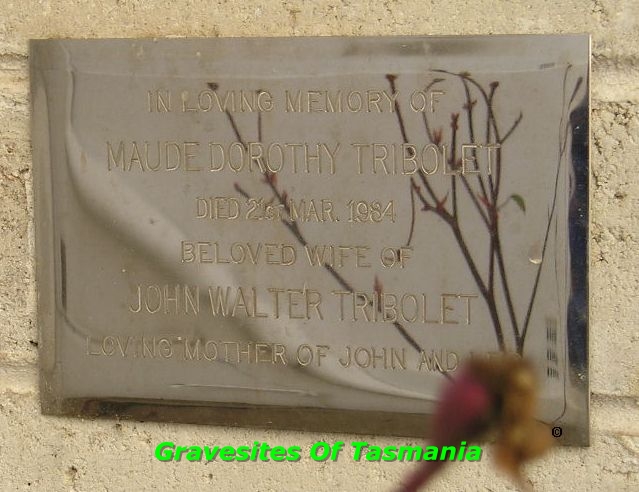 IN LOVING MEMORY OF
MAUDE DOROTHY TRIBOLET
DIED 21ST MAR. 1984
BELOVED WIFE OF
JOHN WALTER TRIBOLET
LOVING MOTHER OF JOHN AND
©
Gravesites Of Tasmania